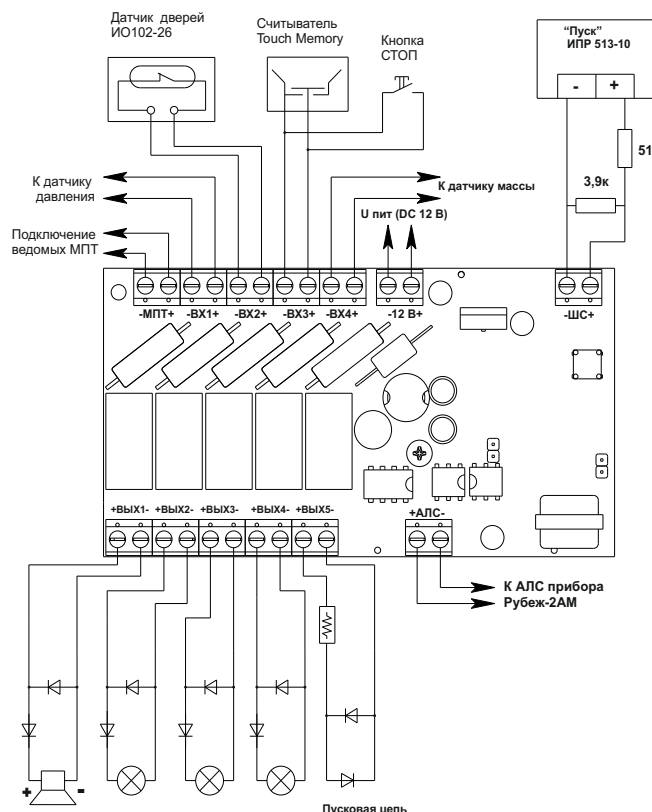 Датчик дверей
ИО102-26
Считыватель
Touch Memory
Кнопка
СТОП
“Пуск”
ИПР 513-10
- +
51
3,9к
К датчику
давления
К датчику массы
U пит (DC 12 В)
Подключение
ведомых МПТ
-МПТ+ -ВХ1+ -ВХ2+ -ВХ3+ -ВХ4+ -12 В+ -ШС+
+ВЫХ1- +ВЫХ2- +ВЫХ3- +ВЫХ4- +ВЫХ5- +АЛС-
К АЛС прибора
Рубеж-2АМ
+ -
Пусковая цепь